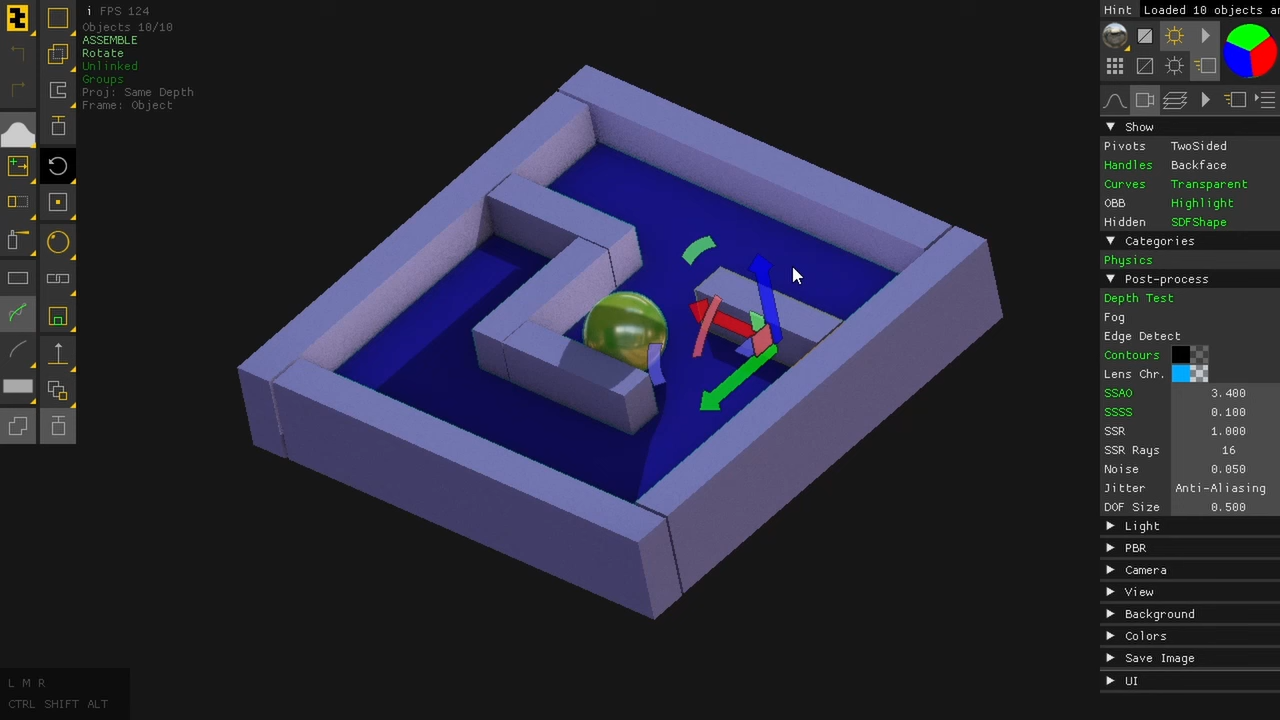 i FPS 124
Objects 10/10
ASSEMBLE
Rotate
Unlinked
Groups
Proj: Same Depth
Frame: Object
L M R
CTRL SHIFT ALT
Hint Loaded 10 objects an
Show
Pivots TwoSided
Handles Backface
Curves Transparent
OBB Highlight
Hidden SDFShape
Categories
Physics
Post-process
Depth Test
Fog
Edge Detect
Contours
Lens Chr.
SSAO 3.400
SSSS 0.100
SSR 1.000
SSR Rays 16
Noise 0.050
Jitter Anti-Aliasing
DOF Size 0.500
Light
PBR
Camera
View
Background
Colors
Save Image
UI